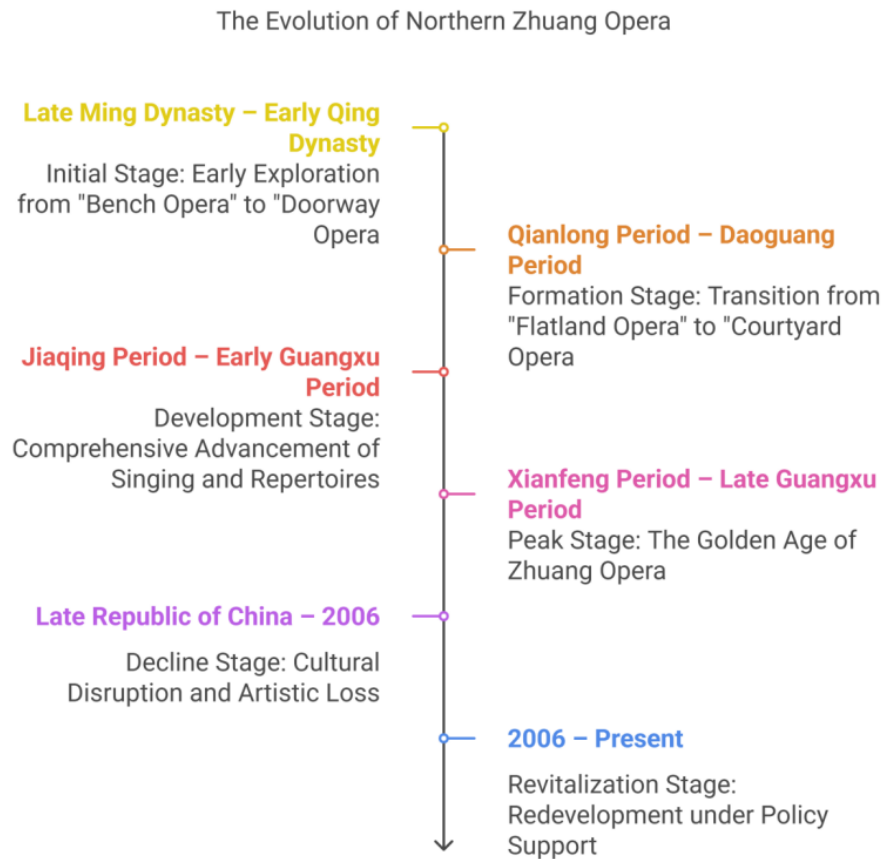 The Evolution of Northern Zhuang Opera
Late Ming Dynasty – Early Qing
Dynasty
Initial Stage: Early Exploration
from "Bench Opera" to "Doorway
Opera
Qianlong Period – Daoguang
Period
Formation Stage: Transition from
"Flatland Opera" to "Courtyard
Opera
Jiaqing Period – Early Guangxu
Period
Development Stage:
Comprehensive Advancement of
Singing and Repertoires
Xianfeng Period – Late Guangxu
Period
Peak Stage: The Golden Age of
Zhuang Opera
Late Republic of China – 2006
Decline Stage: Cultural
Disruption and Artistic Loss
2006 – Present
Revitalization Stage:
Redevelopment under Policy
Support